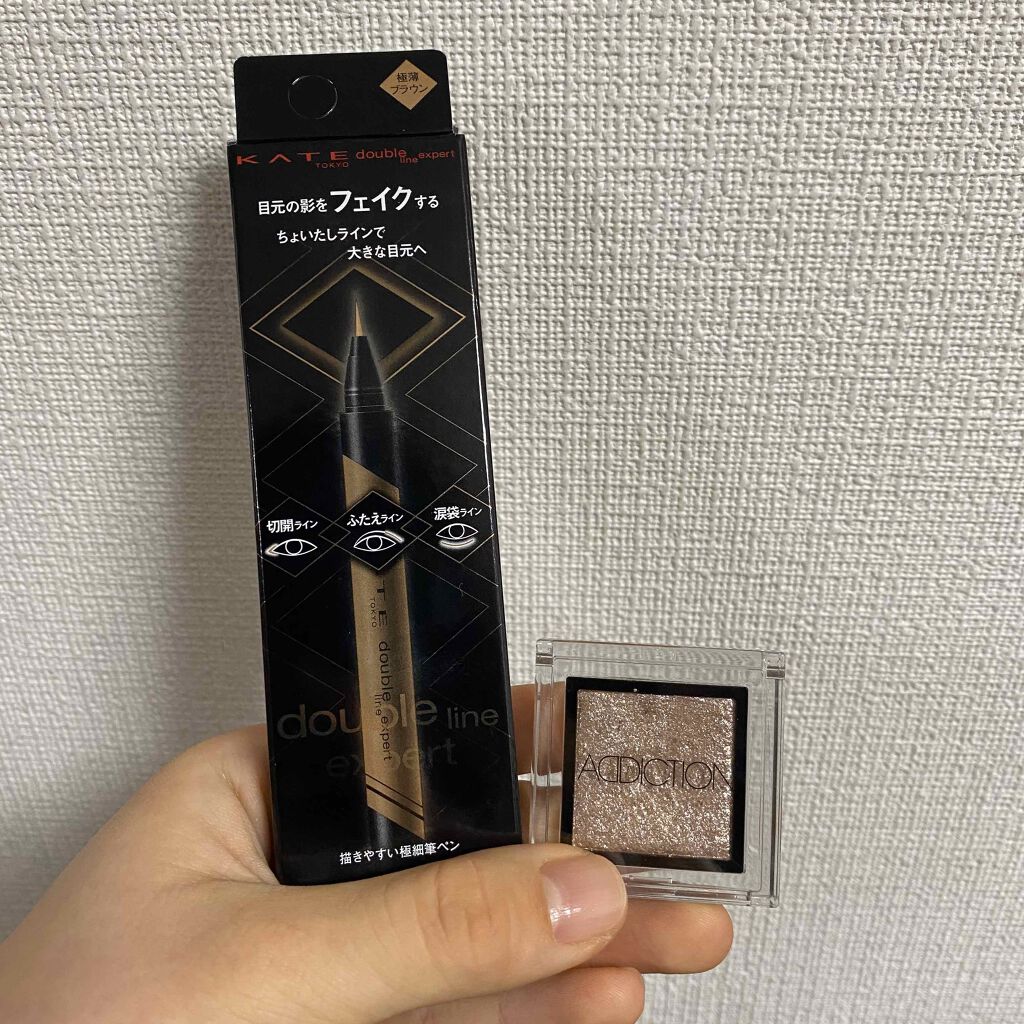 極薄
ブラウン
KATE double line expert
TOKYO
目元の影をフェイクする
ちょいたしラインで
大きな目元へ
切開ライン
ふたえライン
涙袋ライン
TE double line expert
TOKYO
double line
expert
描きやすい極細筆ペン
ADDICTION